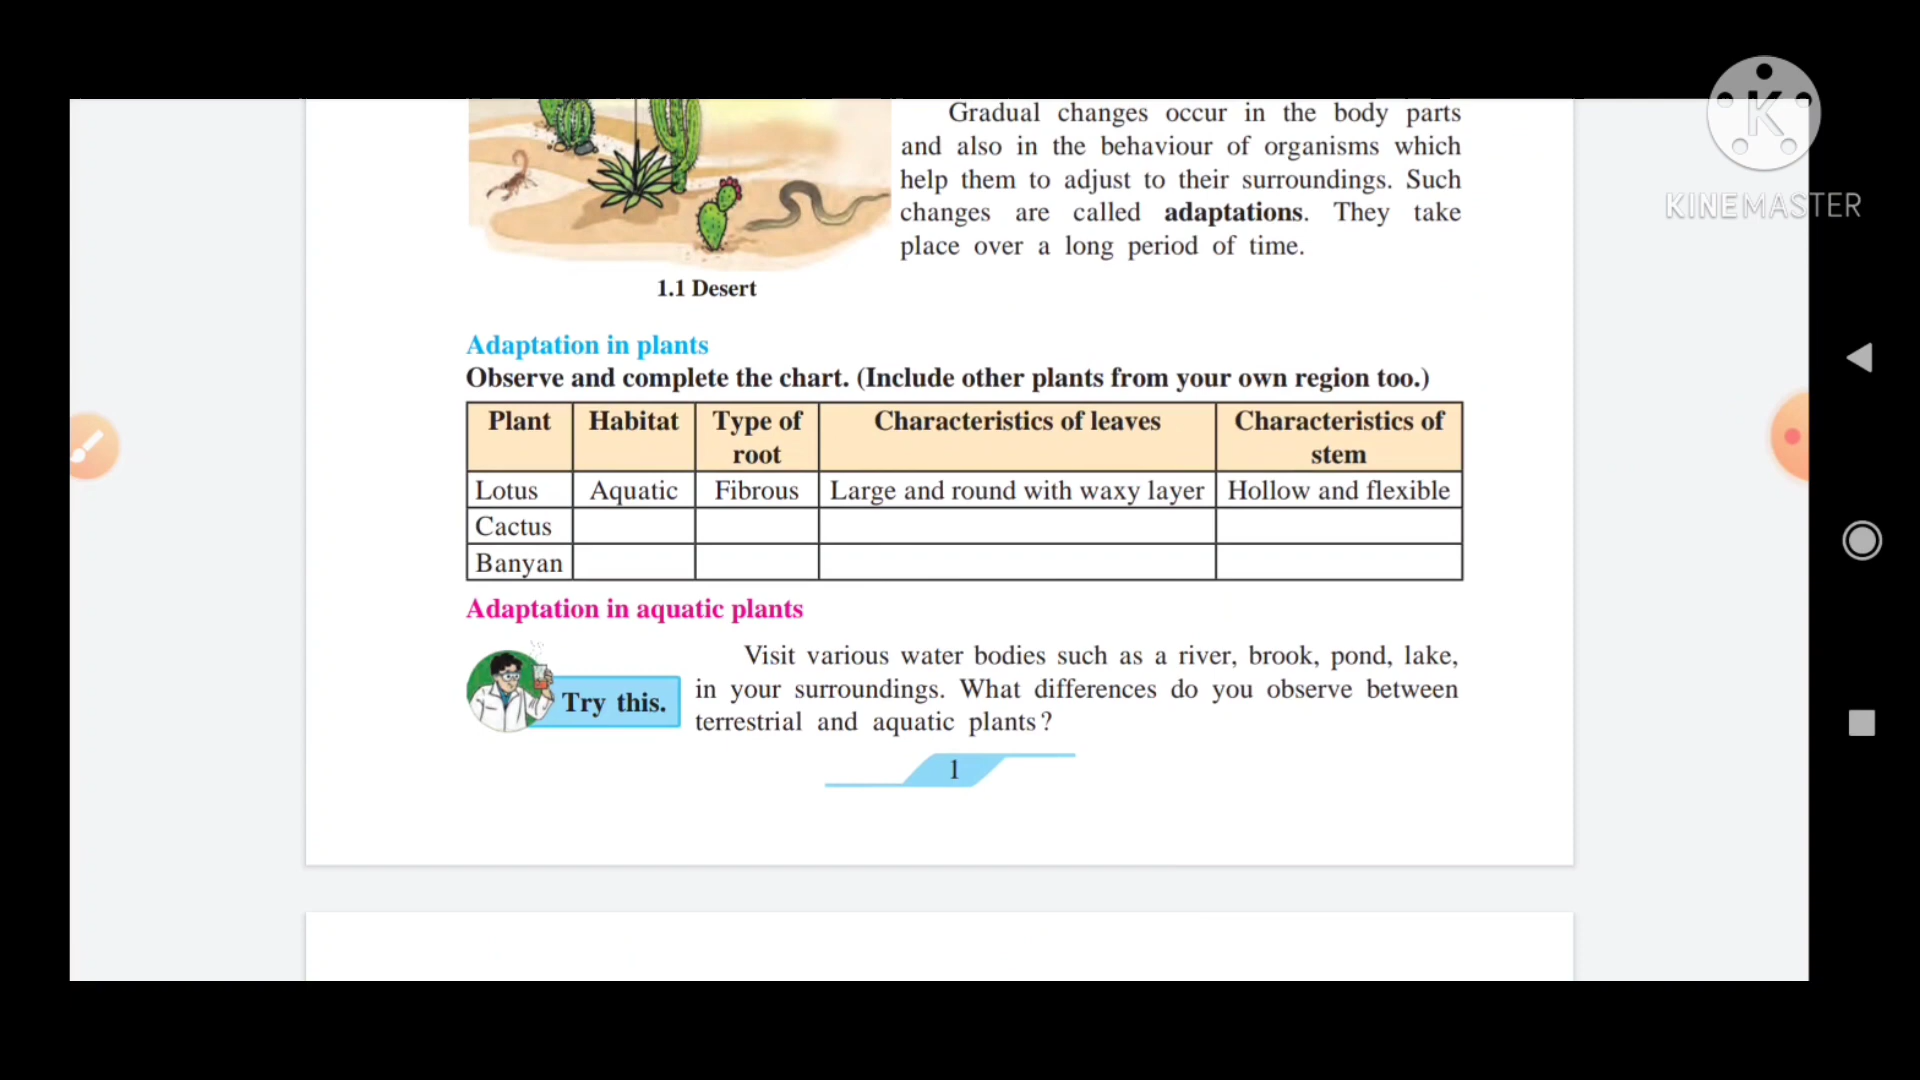 Gradual changes occur in the body parts
and also in the behaviour of organisms which
help them to adjust to their surroundings. Such
changes are called adaptations. They take
place over a long period of time.
1.1 Desert
K
KINEMASTER
Adaptation in plants
Observe and complete the chart. (Include other plants from your own region too.)
Plant Habitat Type of root Characteristics of leaves Characteristics of stem
Lotus Aquatic Fibrous Large and round with waxy layer Hollow and flexible
Cactus
Banyan
Adaptation in aquatic plants
Try this.
Visit various water bodies such as a river, brook, pond, lake,
in your surroundings. What differences do you observe between
terrestrial and aquatic plants?
1